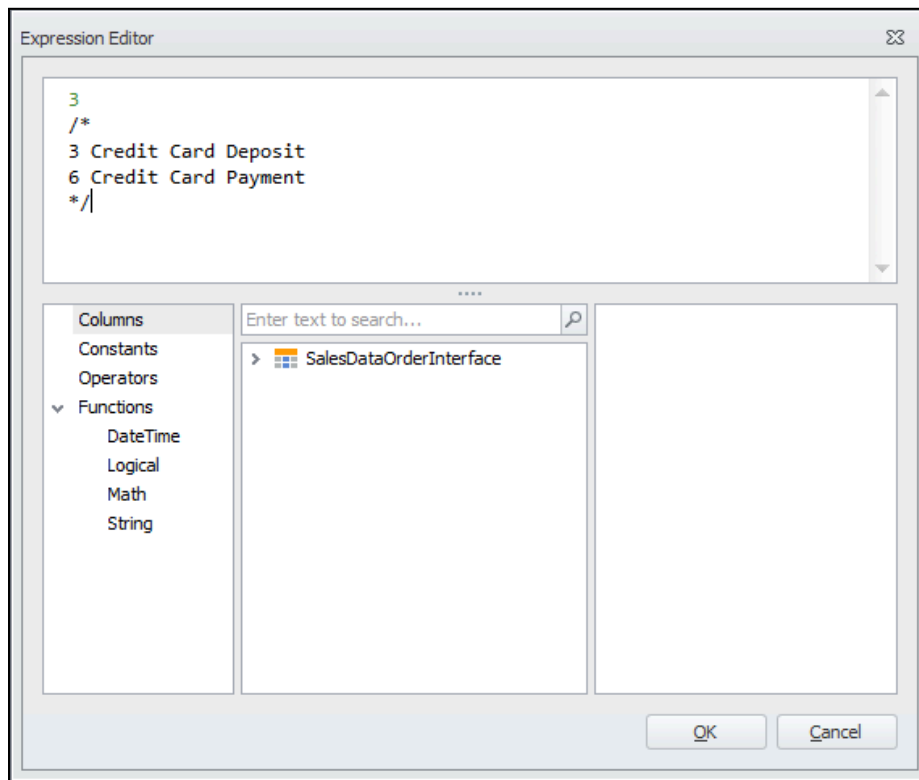 Expression Editor
3
/*
3 Credit Card Deposit
6 Credit Card Payment
*/
Columns
Constants
Operators
Functions
DateTime
Logical
Math
String
Enter text to search...
SalesDataOrderInterface
OK
Cancel